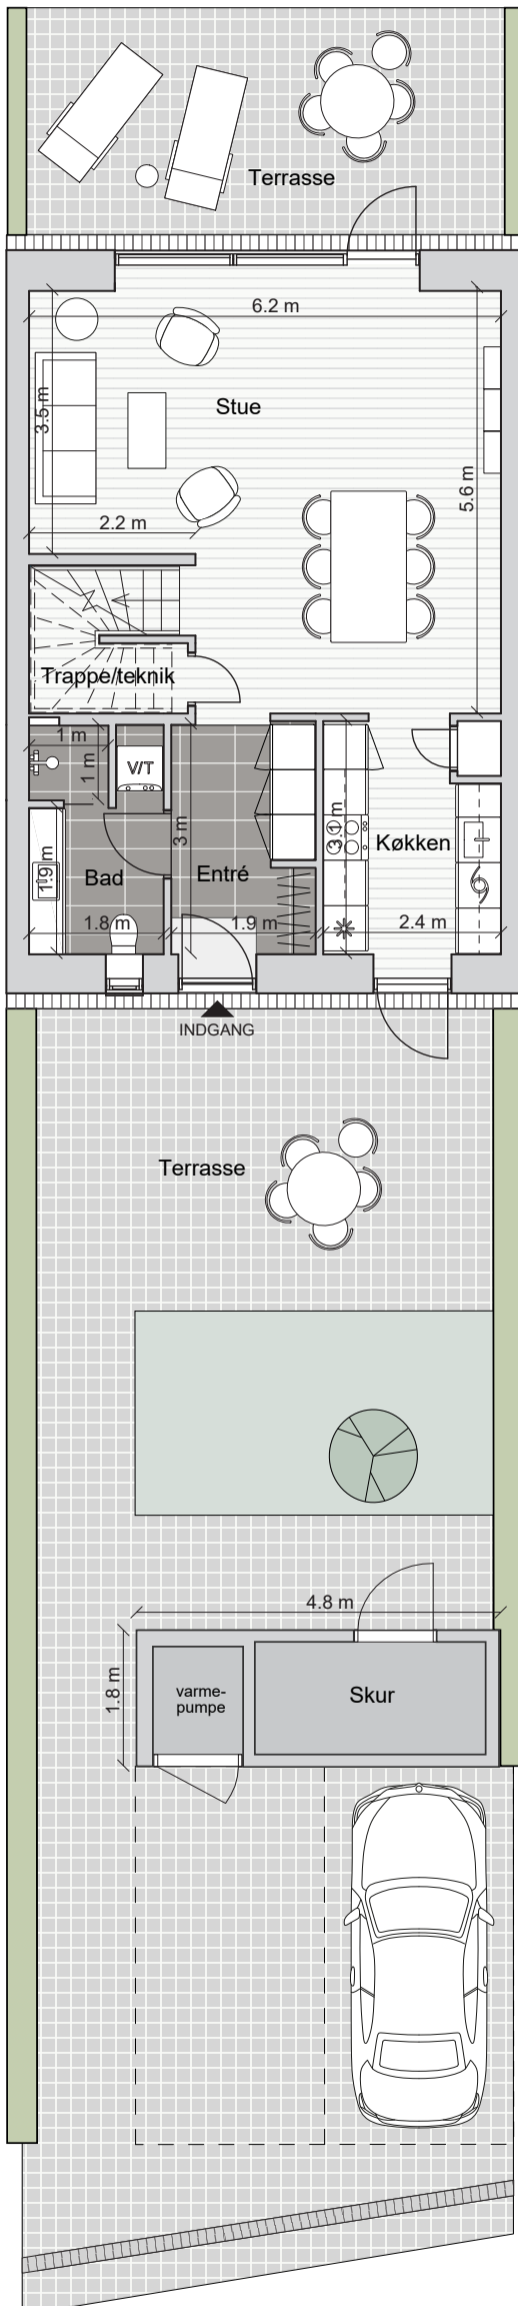 Terrasse
6.2 m
3.5 m
Stue
5.6 m
2.2 m
Trappe/teknik
1 m
1 m
V/T
3 m
3.1 m
Køkken
1.9 m
Bad
Entré
1.8 m
1.9 m
2.4 m
INDGANG
Terrasse
4.8 m
1.8 m
varme-
pumpe
Skur